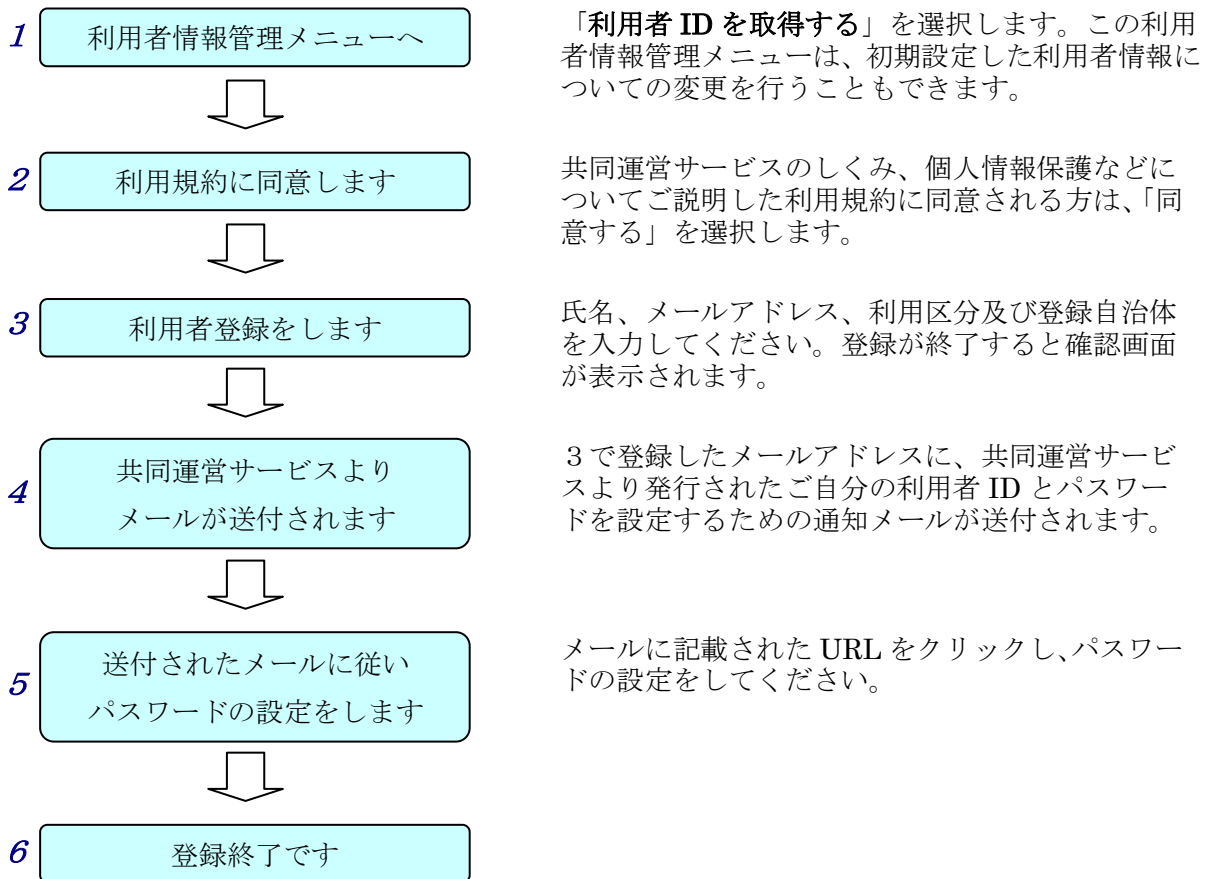 1 利用者情報管理メニューへ
「利用者 ID を取得する」を選択します。この利用
者情報管理メニューは、初期設定した利用者情報に
ついての変更を行うこともできます。
2 利用規約に同意します
共同運営サービスのしくみ、個人情報保護などに
ついてご説明した利用規約に同意される方は、「同
意する」を選択します。
3 利用者登録をします
氏名、メールアドレス、利用区分及び登録自治体
を入力してください。登録が終了すると確認画面
が表示されます。
4 共同運営サービスより
メールが送付されます
３で登録したメールアドレスに、共同運営サービ
スより発行されたご自分の利用者 ID とパスワー
ドを設定するための通知メールが送付されます。
5 送付されたメールに従い
パスワードの設定をします
メールに記載された URL をクリックし、パスワー
ドの設定をしてください。
6 登録終了です